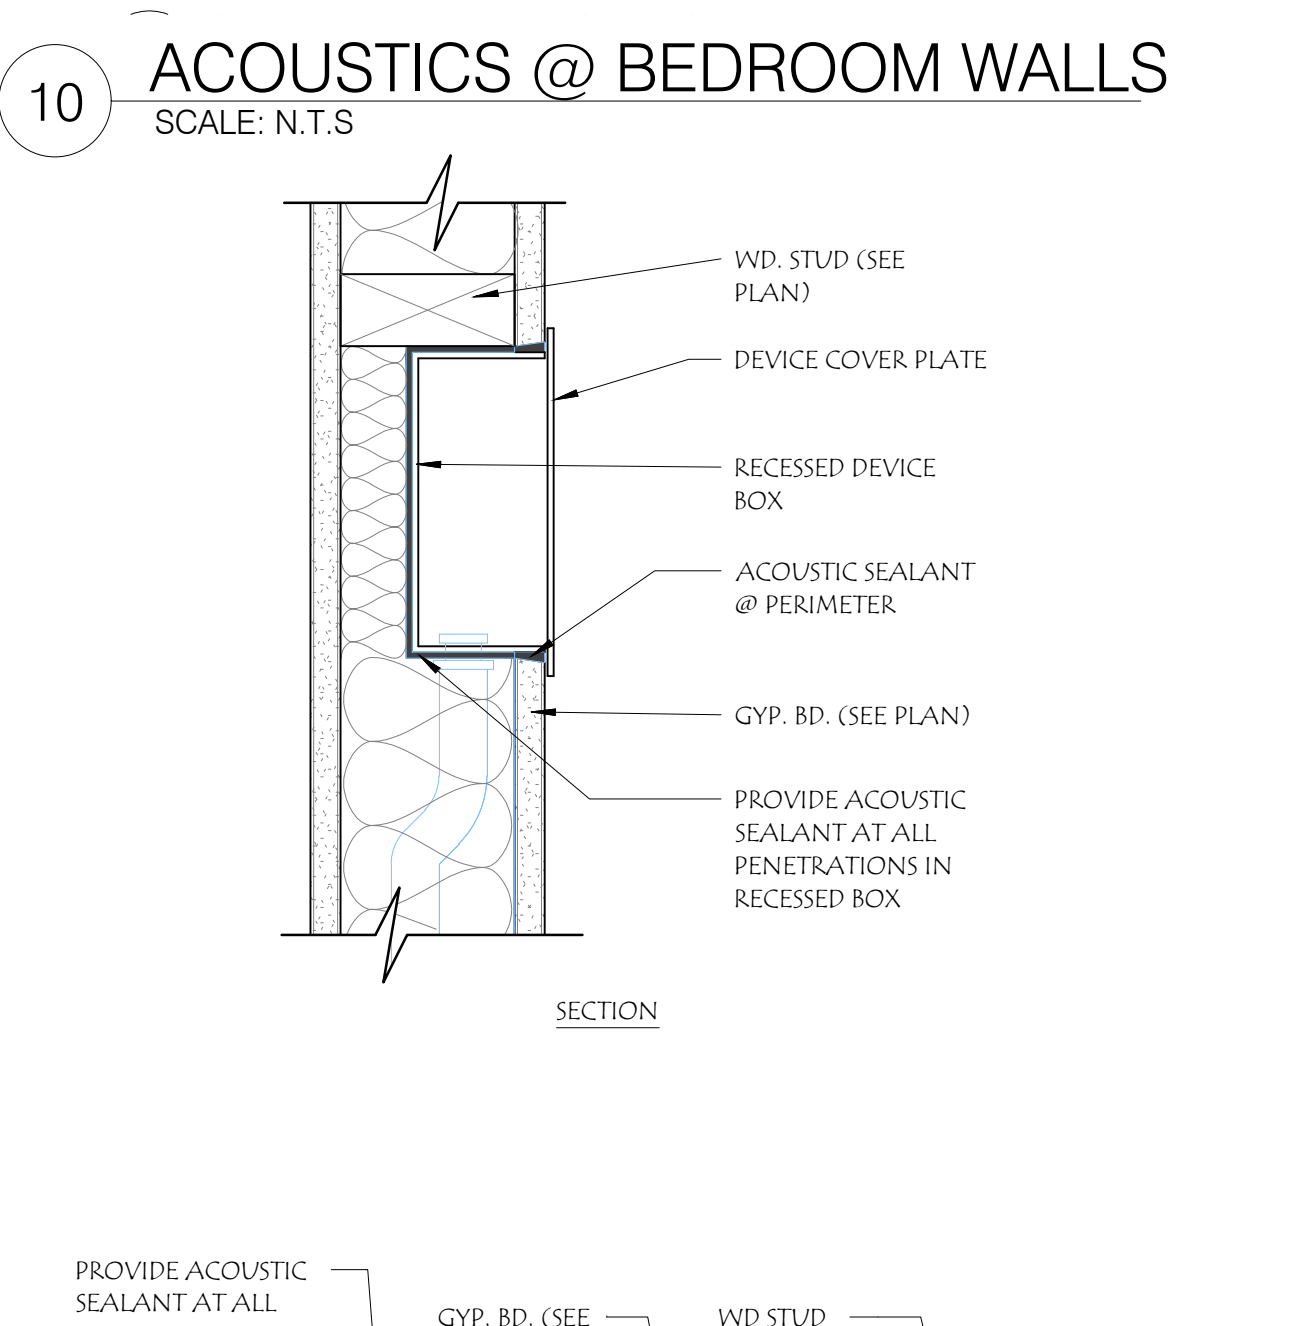 10
ACOUSTICS @ BEDROOM WALLS
SCALE: N.T.S
WD. STUD (SEE
PLAN)
DEVICE COVER PLATE
RECESSED DEVICE
BOX
ACOUSTIC SEALANT
@ PERIMETER
GYP. BD. (SEE PLAN)
PROVIDE ACOUSTIC
SEALANT AT ALL
PENETRATIONS IN
RECESSED BOX
SECTION
PROVIDE ACOUSTIC
SEALANT AT ALL
GYP. BD. (SEE
WD STUD